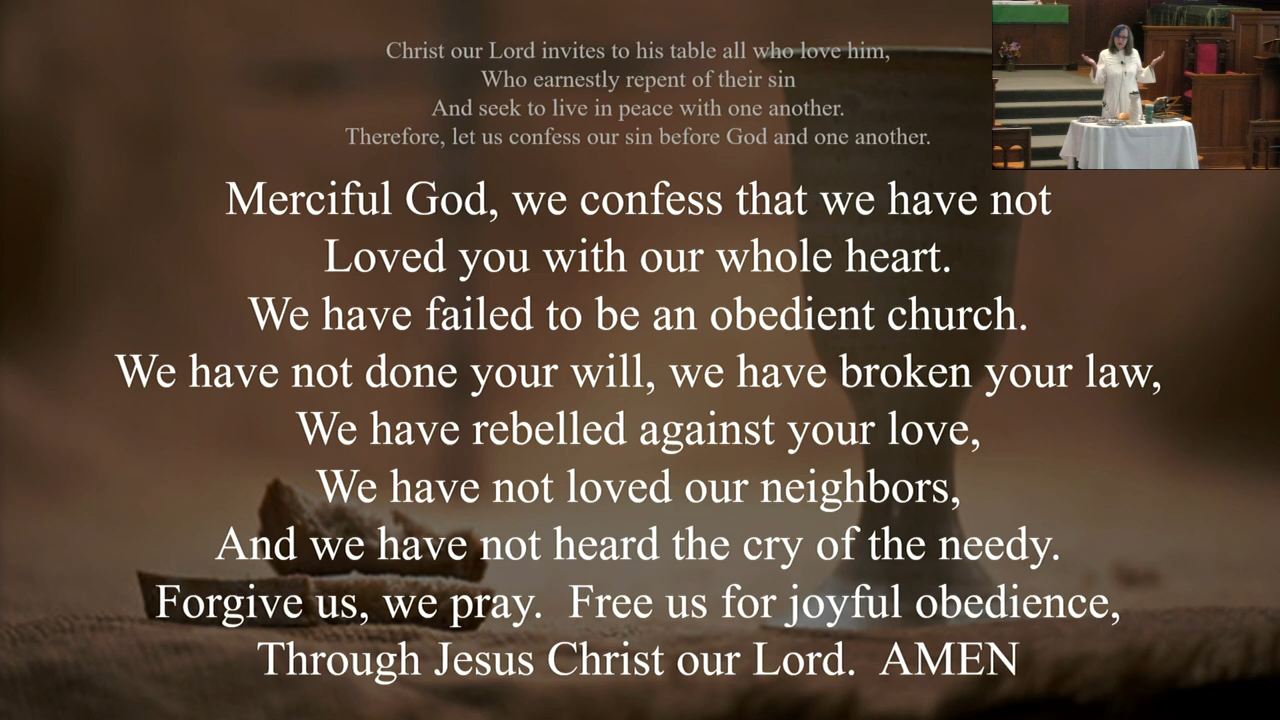 Christ our Lord invites to his table all who love him,
Who earnestly repent of their sin
And seek to live in peace with one another.
Therefore, let us confess our sin before God and one another.
Merciful God, we confess that we have not
Loved you with our whole heart.
We have failed to be an obedient church.
We have not done your will, we have broken your law,
We have rebelled against your love,
We have not loved our neighbors,
And we have not heard the cry of the needy.
Forgive us, we pray.  Free us for joyful obedience,
Through Jesus Christ our Lord.  AMEN